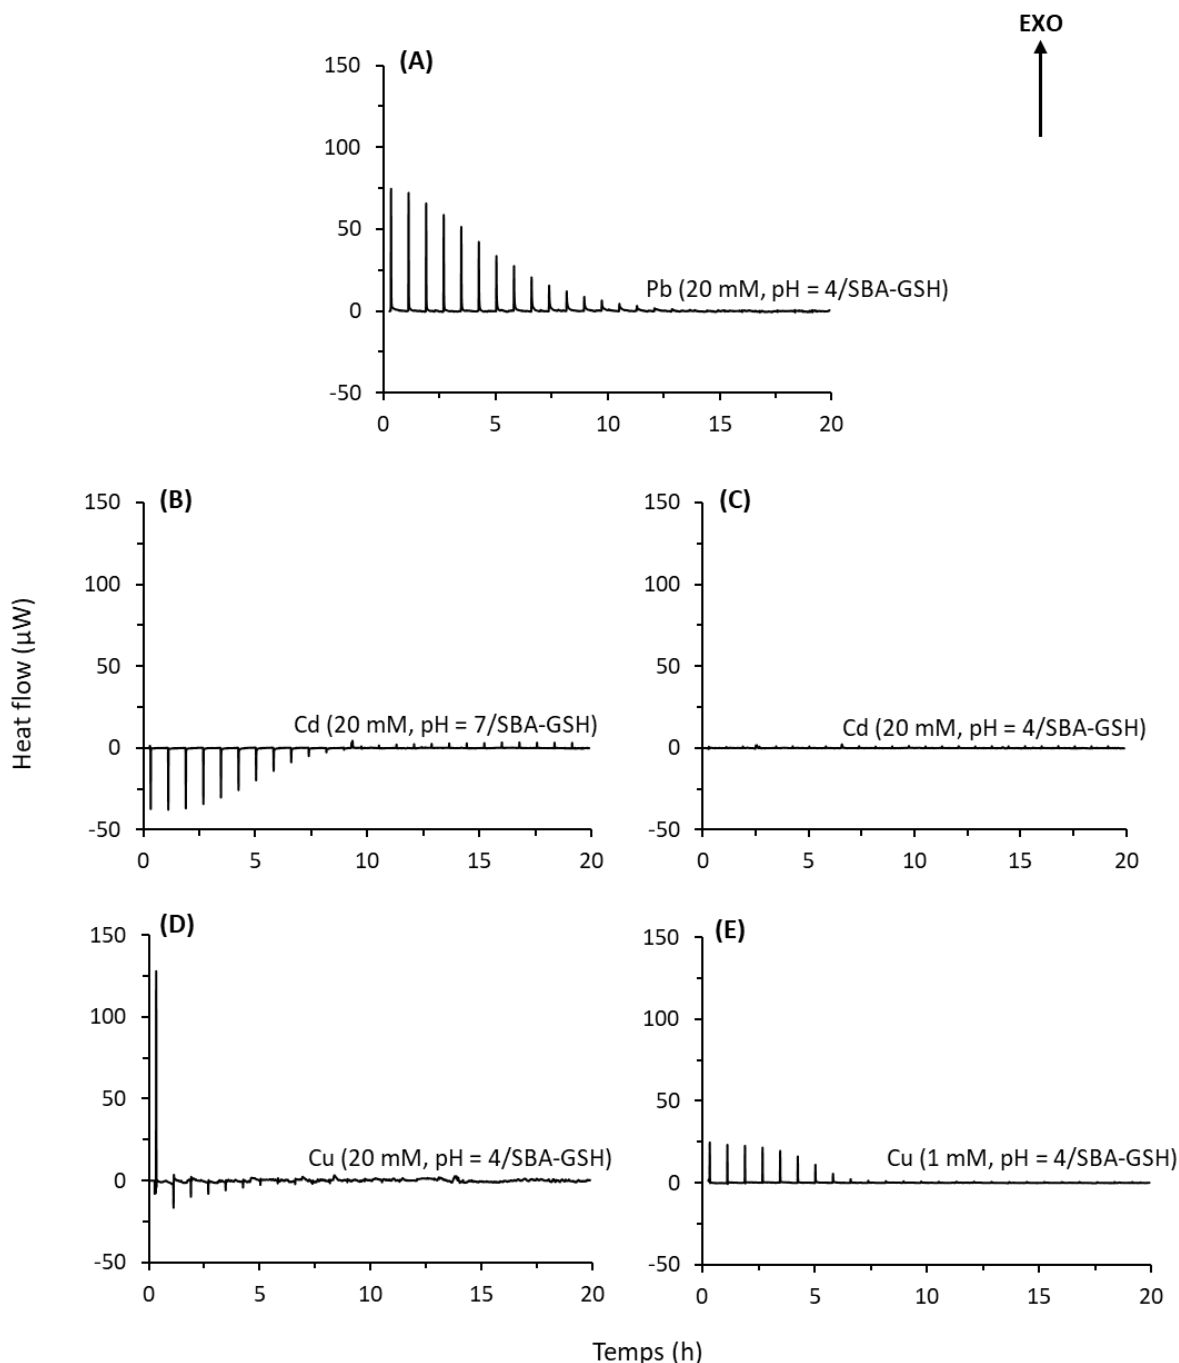 EXO
(A)
150
100
50
0
-50
Pb (20 mM, pH = 4/SBA-GSH)
0 5 10 15 20
(B)
150
100
50
0
-50
Cd (20 mM, pH = 7/SBA-GSH)
0 5 10 15 20
(C)
150
100
50
0
-50
Cd (20 mM, pH = 4/SBA-GSH)
0 5 10 15 20
Heat flow (µW)
(D)
150
100
50
0
-50
Cu (20 mM, pH = 4/SBA-GSH)
0 5 10 15 20
(E)
150
100
50
0
-50
Cu (1 mM, pH = 4/SBA-GSH)
0 5 10 15 20
Temps (h)